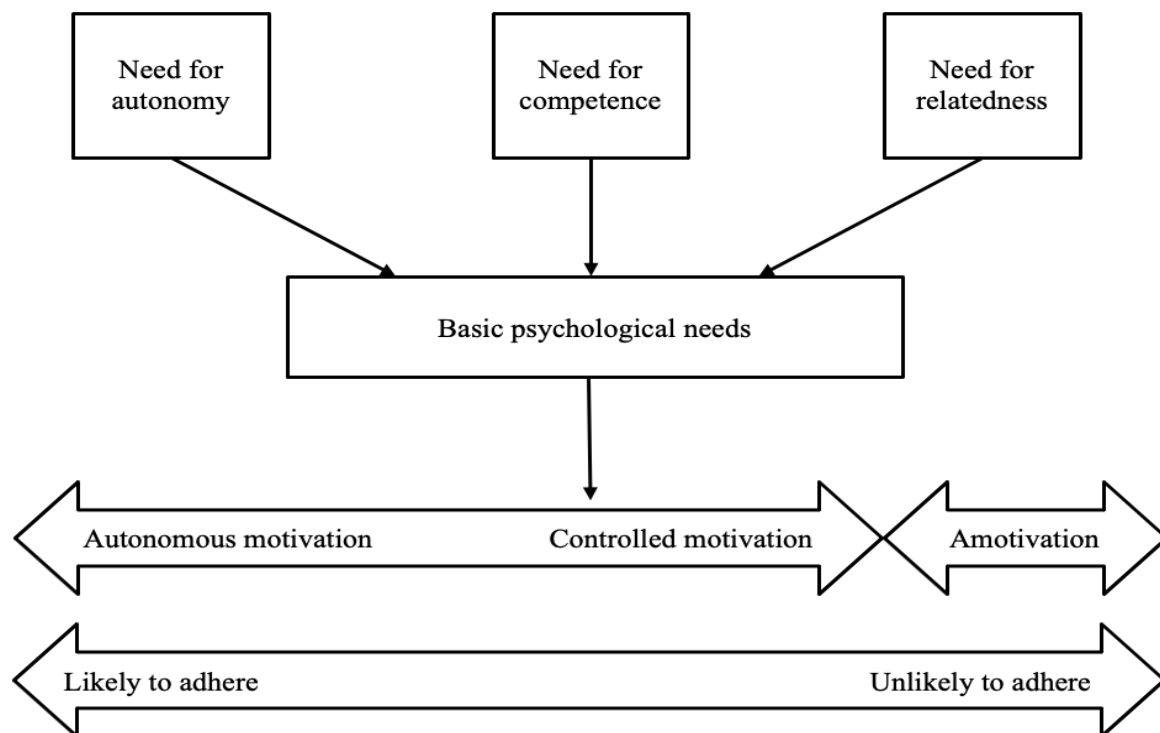 Need for
autonomy
Need for
competence
Need for
relatedness
Basic psychological needs
Autonomous motivation
Controlled motivation
Amotivation
Likely to adhere
Unlikely to adhere